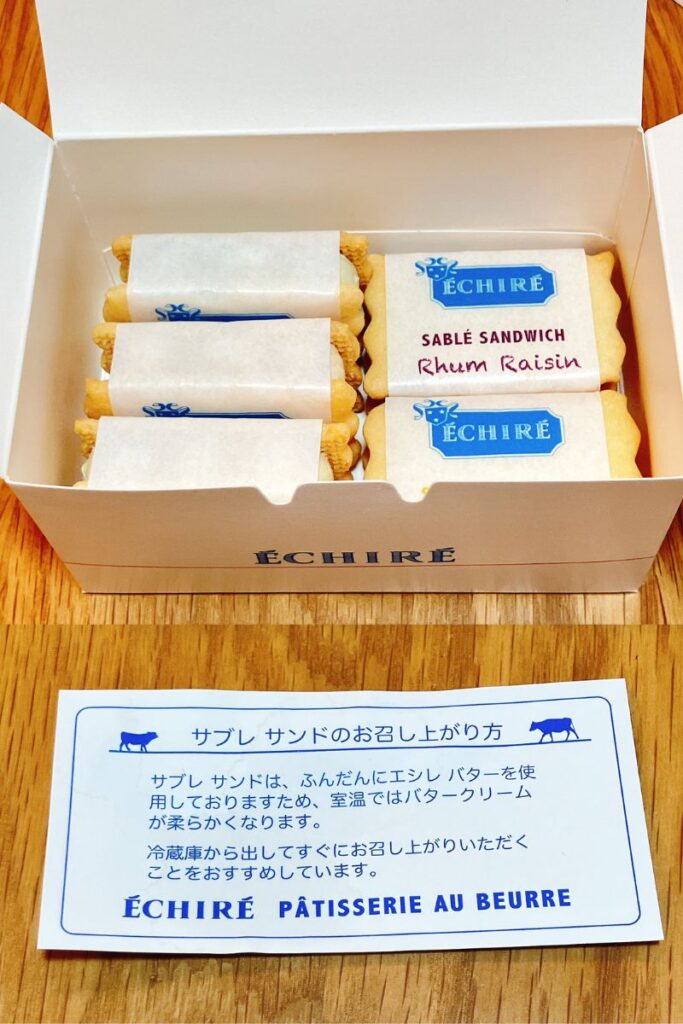 ÉCHIRÉ
SABLÉ SANDWICH
Rhum Raisin
ÉCHIRÉ
ÉCHIRÉ
サブレ サンドのお召し上がり方
サブレ サンドは、ふんだんにエシレ バターを使
用しておりますため、室温ではバタークリーム
が柔らかくなります。
冷蔵庫から出してすぐにお召し上がりいただく
ことをおすすめしています。
ÉCHIRÉ PÂTISSERIE AU BEURRE